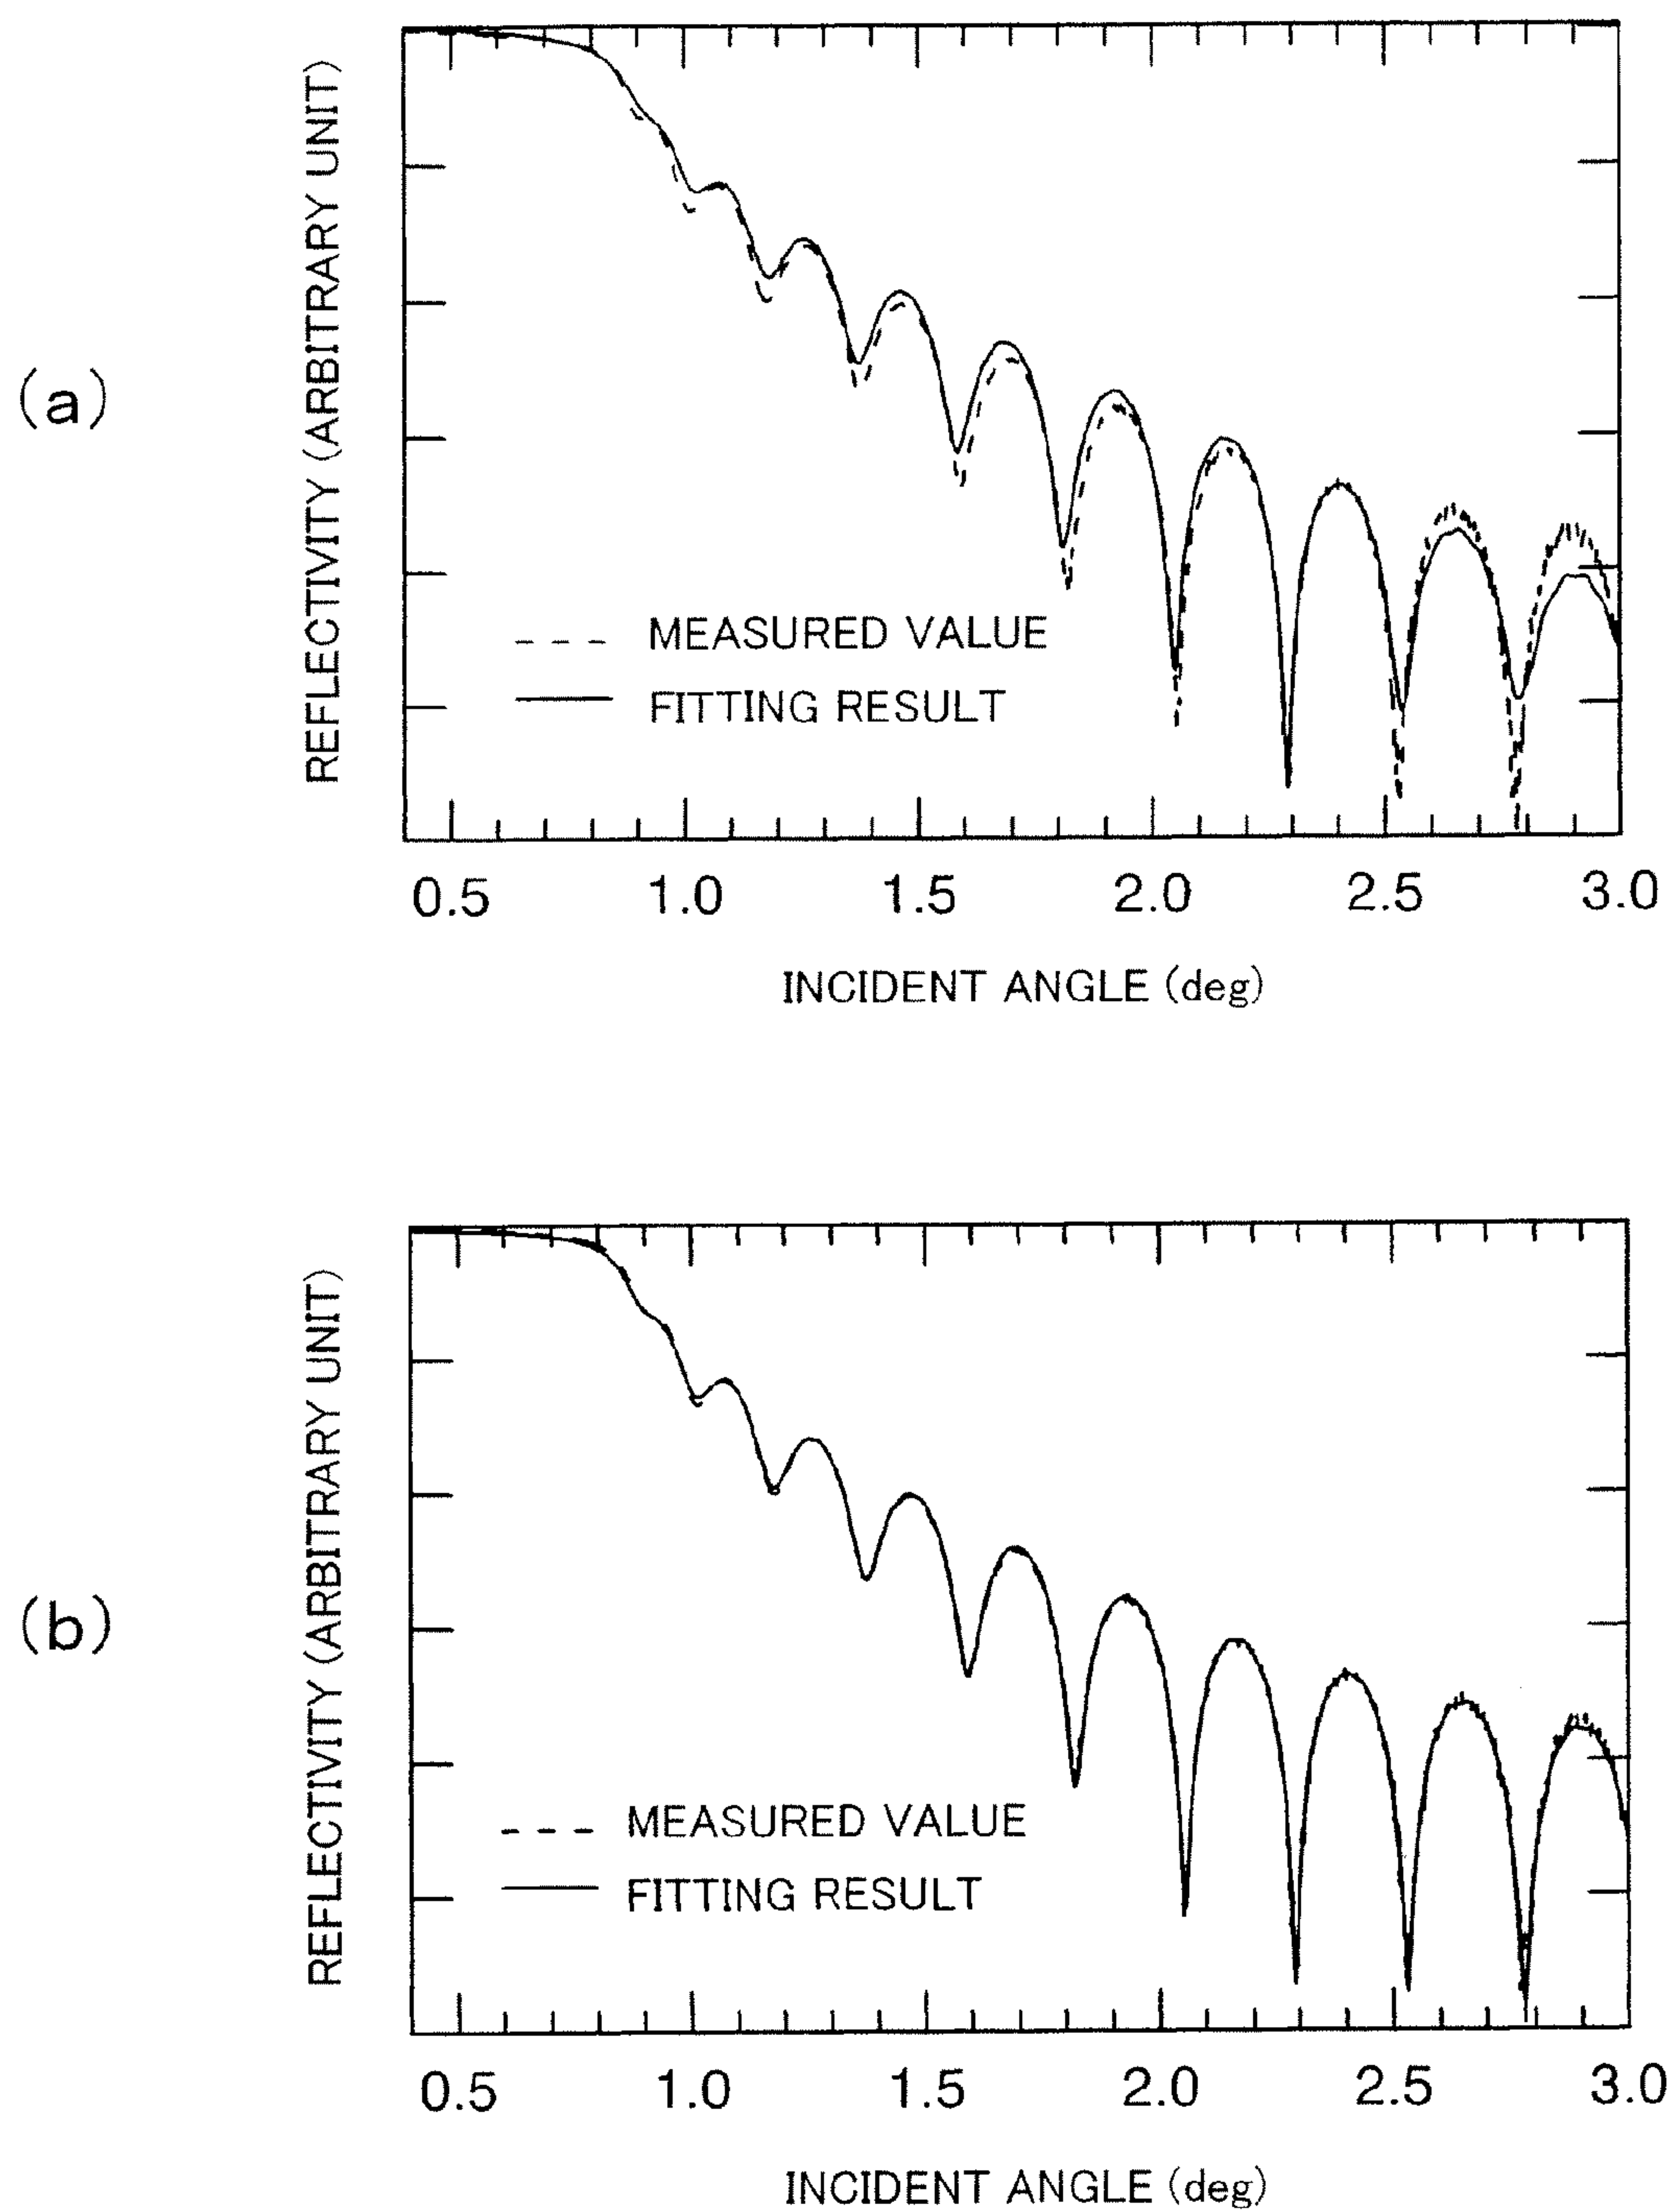 (a)
REFLECTIVITY (ARBITRARY UNIT)
MEASURED VALUE
FITTING RESULT
0.5 1.0 1.5 2.0 2.5 3.0
INCIDENT ANGLE (deg)
(b)
REFLECTIVITY (ARBITRARY UNIT)
MEASURED VALUE
FITTING RESULT
0.5 1.0 1.5 2.0 2.5 3.0
INCIDENT ANGLE (deg)